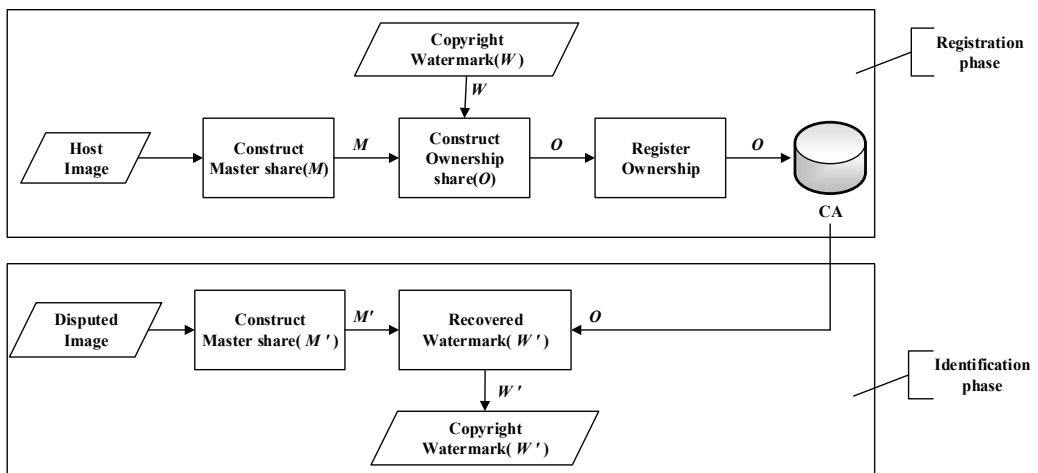 Copyright
Watermark(W)
Registration
phase
W
Host
Image
Construct
Master share(M)
M
Construct
Ownership
share(O)
O
Register
Ownership
O
CA
Disputed
Image
Construct
Master share( M ' )
M'
Recovered
Watermark( W ' )
O
Identification
phase
W '
Copyright
Watermark( W ' )